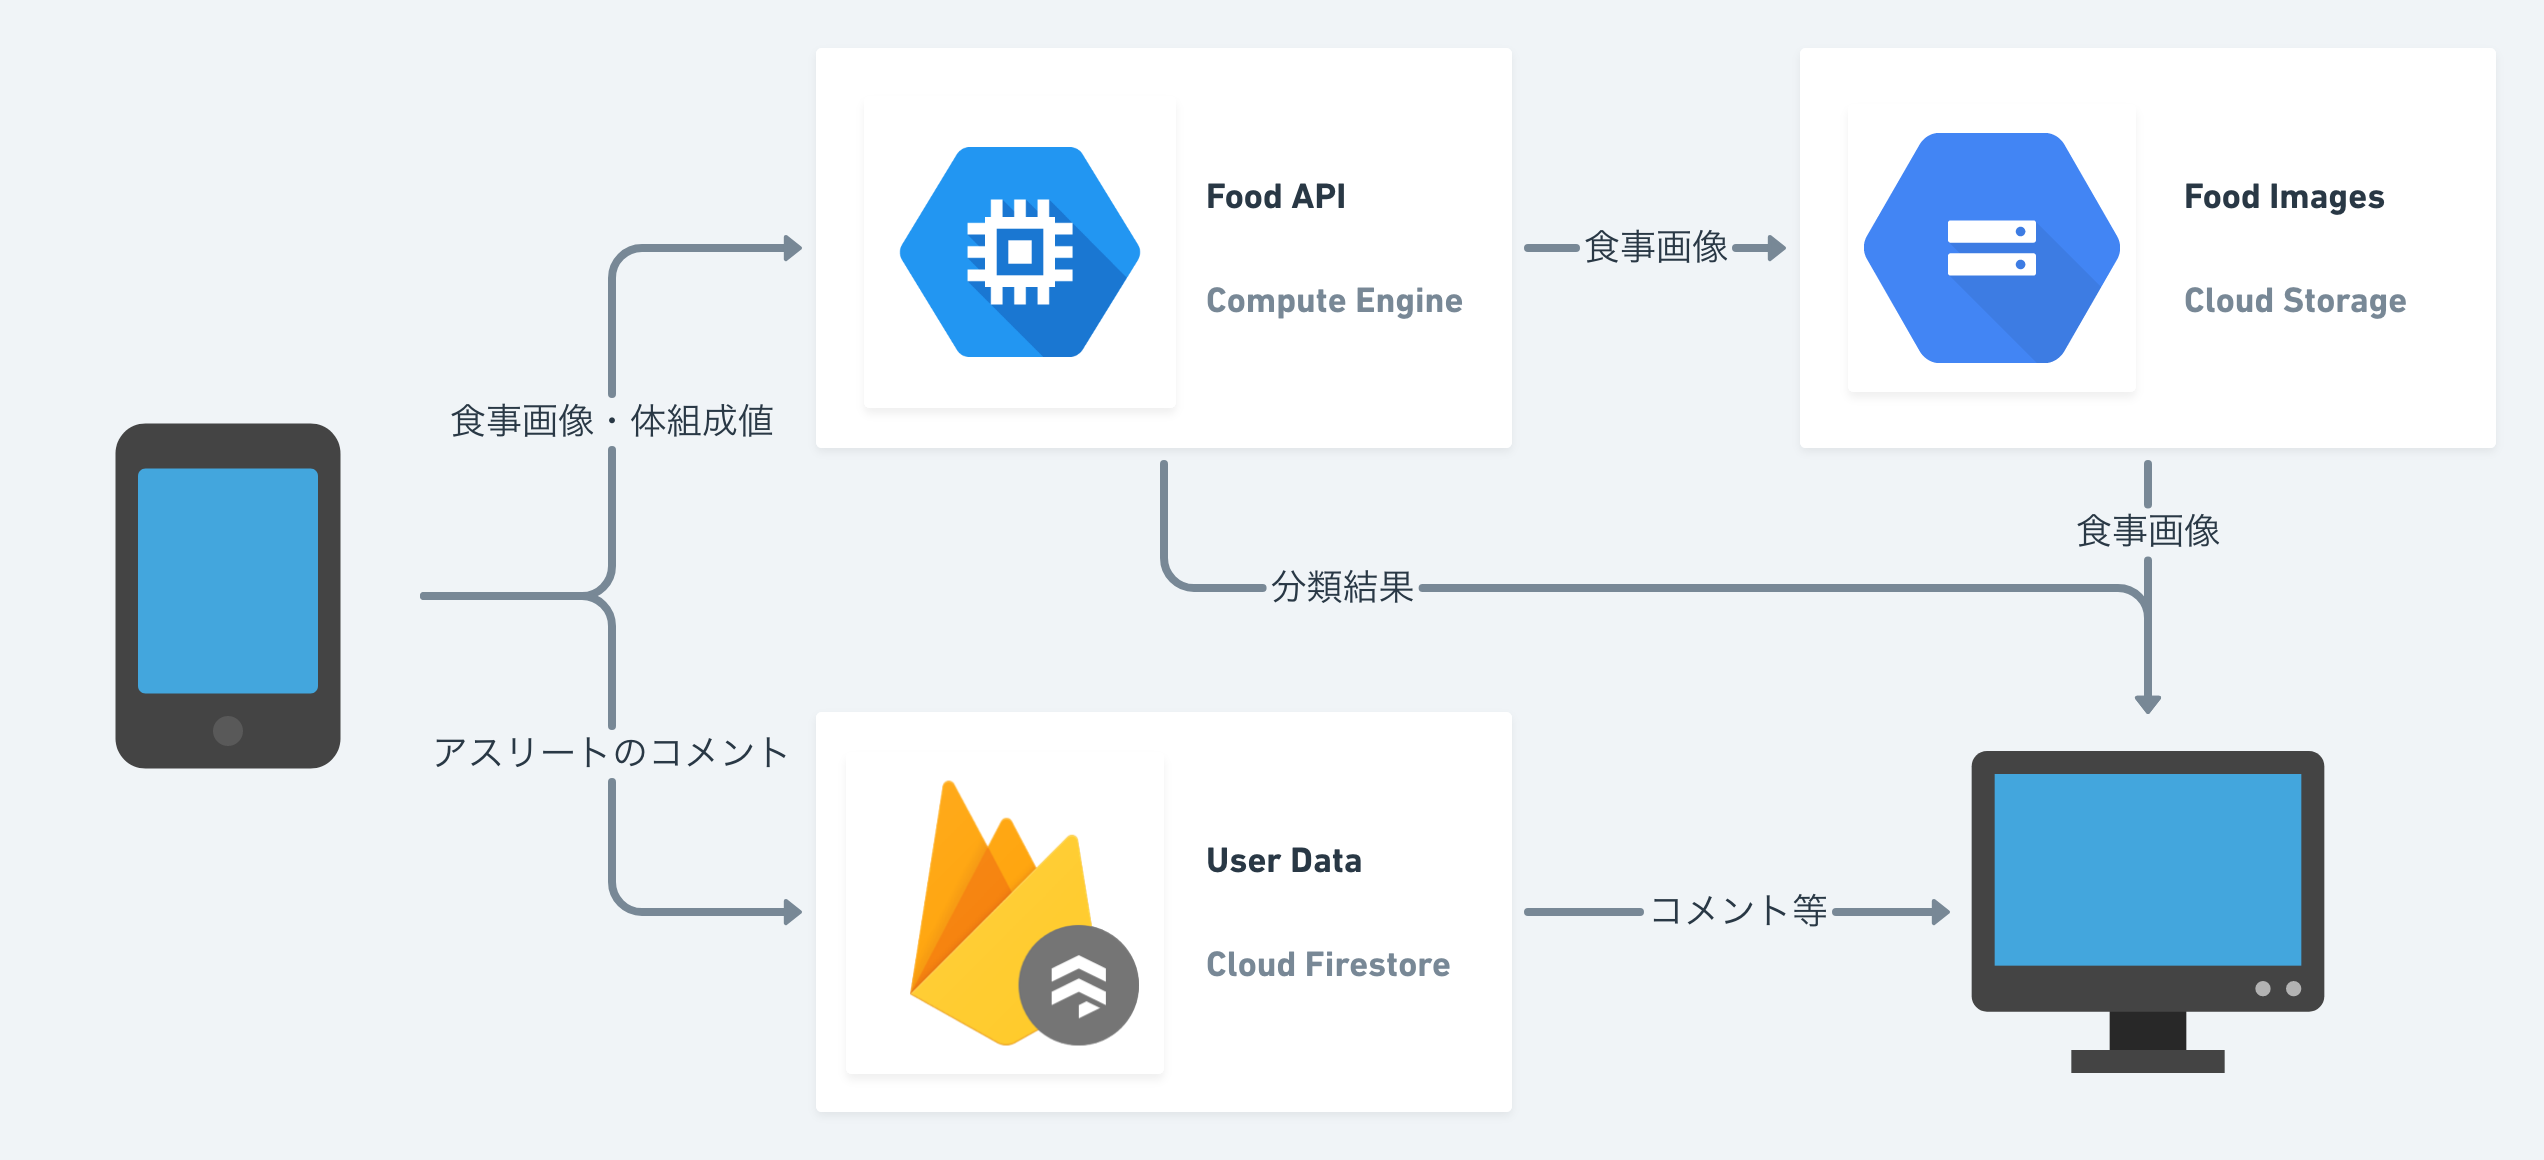 Food API
Compute Engine
食事画像
Food Images
Cloud Storage
食事画像・体組成値
食事画像
分類結果
アスリートのコメント
User Data
Cloud Firestore
コメント等